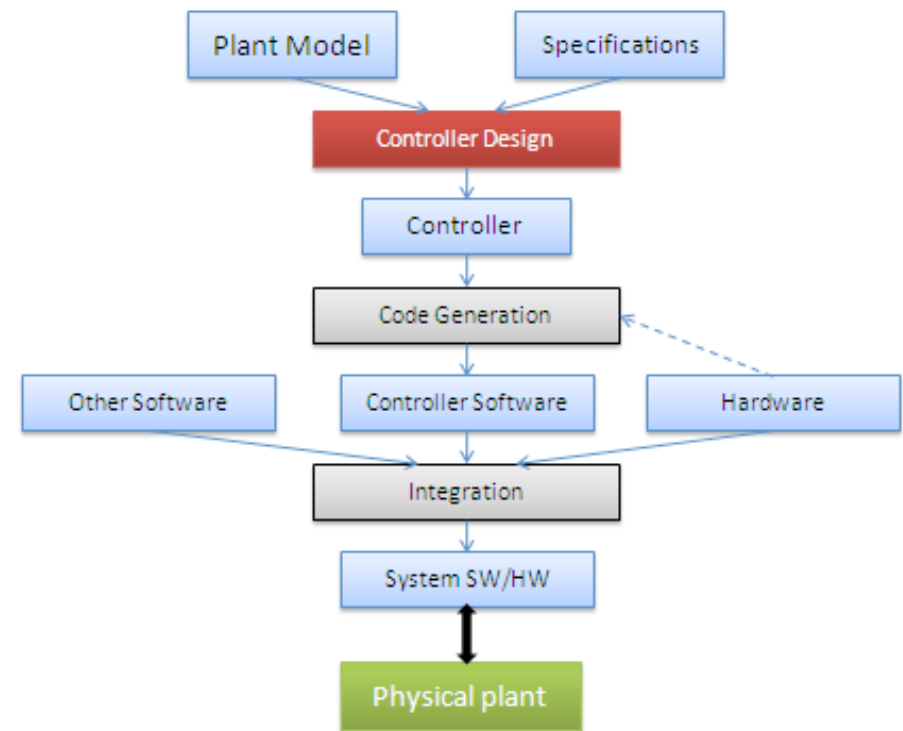 Plant Model
Specifications
Controller Design
Controller
Code Generation
Other Software
Controller Software
Hardware
Integration
System SW/HW
Physical plant